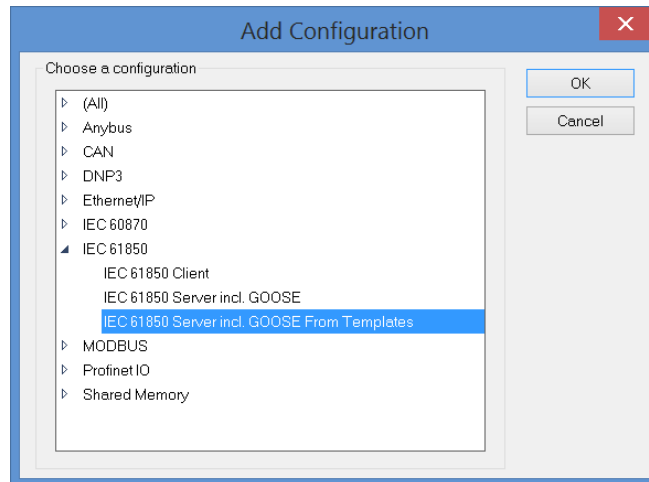 Add Configuration
Choose a configuration
OK
Cancel
(All)
Anybus
CAN
DNP3
Ethernet/IP
IEC 60870
IEC 61850
IEC 61850 Client
IEC 61850 Server incl. GOOSE
IEC 61850 Server incl. GOOSE From Templates
MODBUS
Profinet IO
Shared Memory